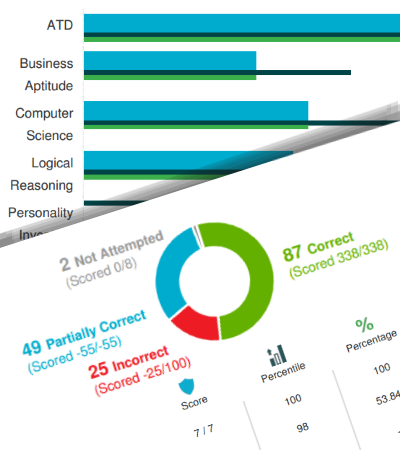 ATD
Business
Aptitude
Computer
Science
Logical
Reasoning
Personality
2 Not Attempted
(Scored 0/8)
87 Correct
(Scored 338/338)
49 Partially Correct
(Scored -55/-55)
25 Incorrect
(Scored -25/100)
Score
Percentile
Percentage
7 / 7
100
100
98
53.84